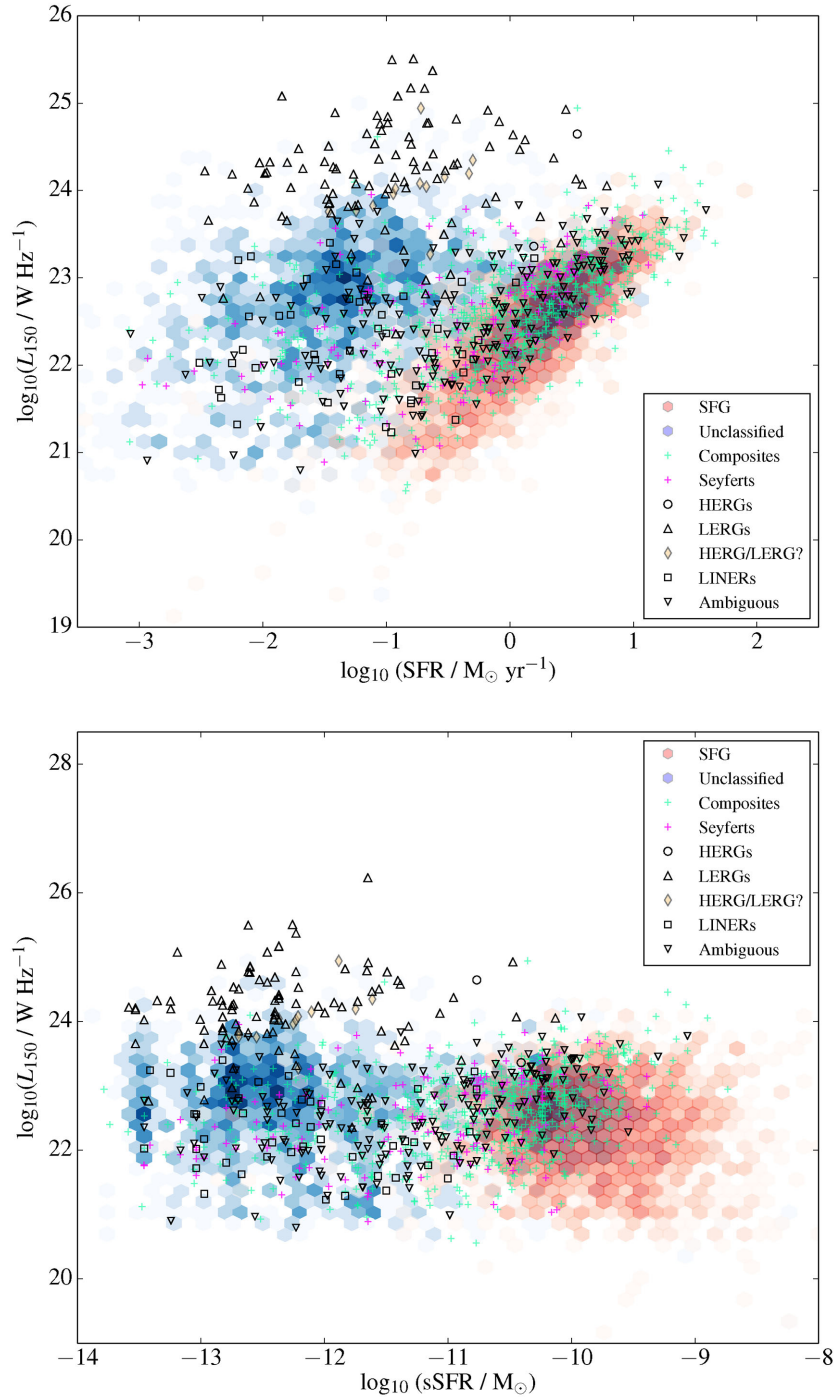 26
25
24
23
22
21
20
19
log₁₀(L₁₅₀ / W Hz⁻¹)
SFG
Unclassified
Composites
Seyferts
HERGs
LERGs
HERG/LERG?
LINERs
Ambiguous
−3 −2 −1 0 1 2
log₁₀ (SFR / M⊙ yr⁻¹)
28
26
24
22
20
log₁₀(L₁₅₀ / W Hz⁻¹)
SFG
Unclassified
Composites
Seyferts
HERGs
LERGs
HERG/LERG?
LINERs
Ambiguous
−14 −13 −12 −11 −10 −9 −8
log₁₀ (sSFR / M⊙)